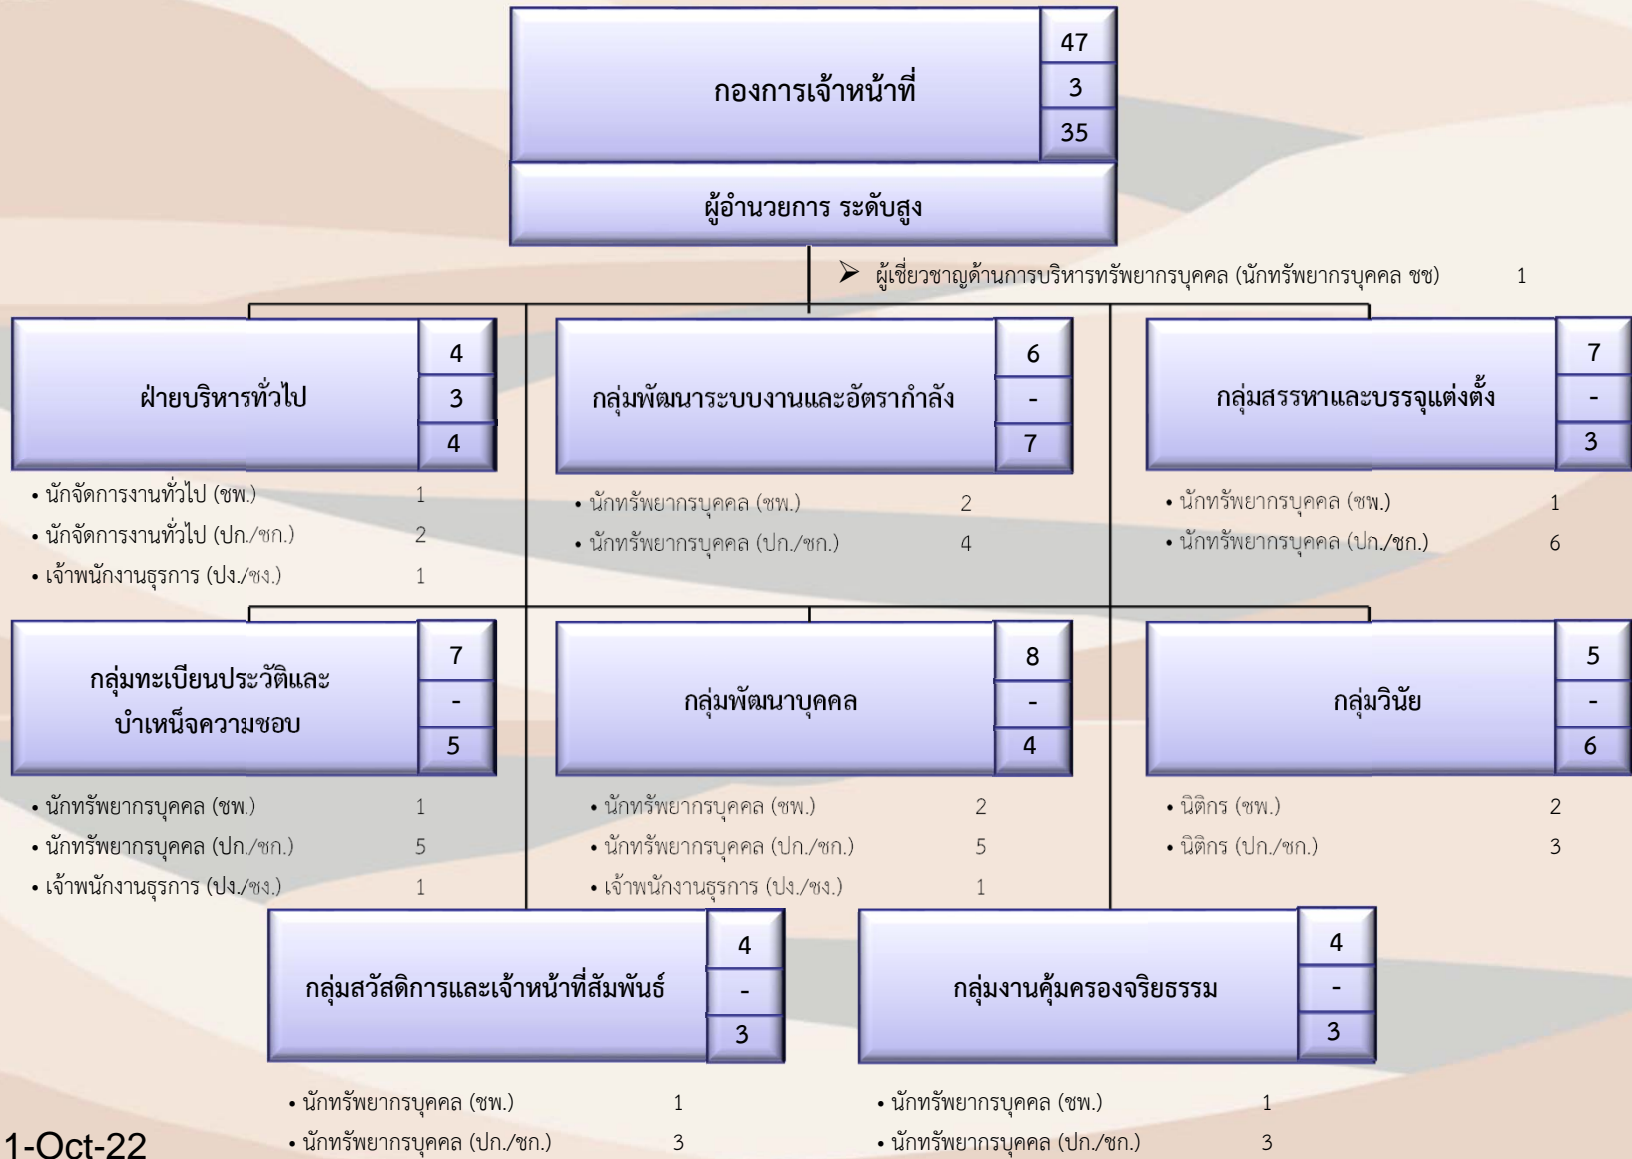 กองการเจ้าหน้าที่
47
3
35
ผู้อำนวยการ ระดับสูง
➢ ผู้เชี่ยวชาญด้านการบริหารทรัพยากรบุคคล (นักทรัพยากรบุคคล ชช) 1
ฝ่ายบริหารทั่วไป
4
3
4
• นักจัดการงานทั่วไป (ชพ.) 1
• นักจัดการงานทั่วไป (ปก./ชก.) 2
• เจ้าพนักงานธุรการ (ปง./ชง.) 1
กลุ่มพัฒนาระบบงานและอัตรากำลัง
6
-
7
• นักทรัพยากรบุคคล (ชพ.) 2
• นักทรัพยากรบุคคล (ปก./ชก.) 4
กลุ่มสรรหาและบรรจุแต่งตั้ง
7
-
3
• นักทรัพยากรบุคคล (ชพ.) 1
• นักทรัพยากรบุคคล (ปก./ชก.) 6
กลุ่มทะเบียนประวัติและ
บำเหน็จความชอบ
7
-
5
• นักทรัพยากรบุคคล (ชพ.) 1
• นักทรัพยากรบุคคล (ปก./ชก.) 5
• เจ้าพนักงานธุรการ (ปง./ชง.) 1
กลุ่มพัฒนาบุคคล
8
-
4
• นักทรัพยากรบุคคล (ชพ.) 2
• นักทรัพยากรบุคคล (ปก./ชก.) 5
• เจ้าพนักงานธุรการ (ปง./ชง.) 1
กลุ่มวินัย
5
-
6
• นิติกร (ชพ.) 2
• นิติกร (ปก./ชก.) 3
กลุ่มสวัสดิการและเจ้าหน้าที่สัมพันธ์
4
-
3
• นักทรัพยากรบุคคล (ชพ.) 1
• นักทรัพยากรบุคคล (ปก./ชก.) 3
กลุ่มงานคุ้มครองจริยธรรม
4
-
3
• นักทรัพยากรบุคคล (ชพ.) 1
• นักทรัพยากรบุคคล (ปก./ชก.) 3
1-Oct-22